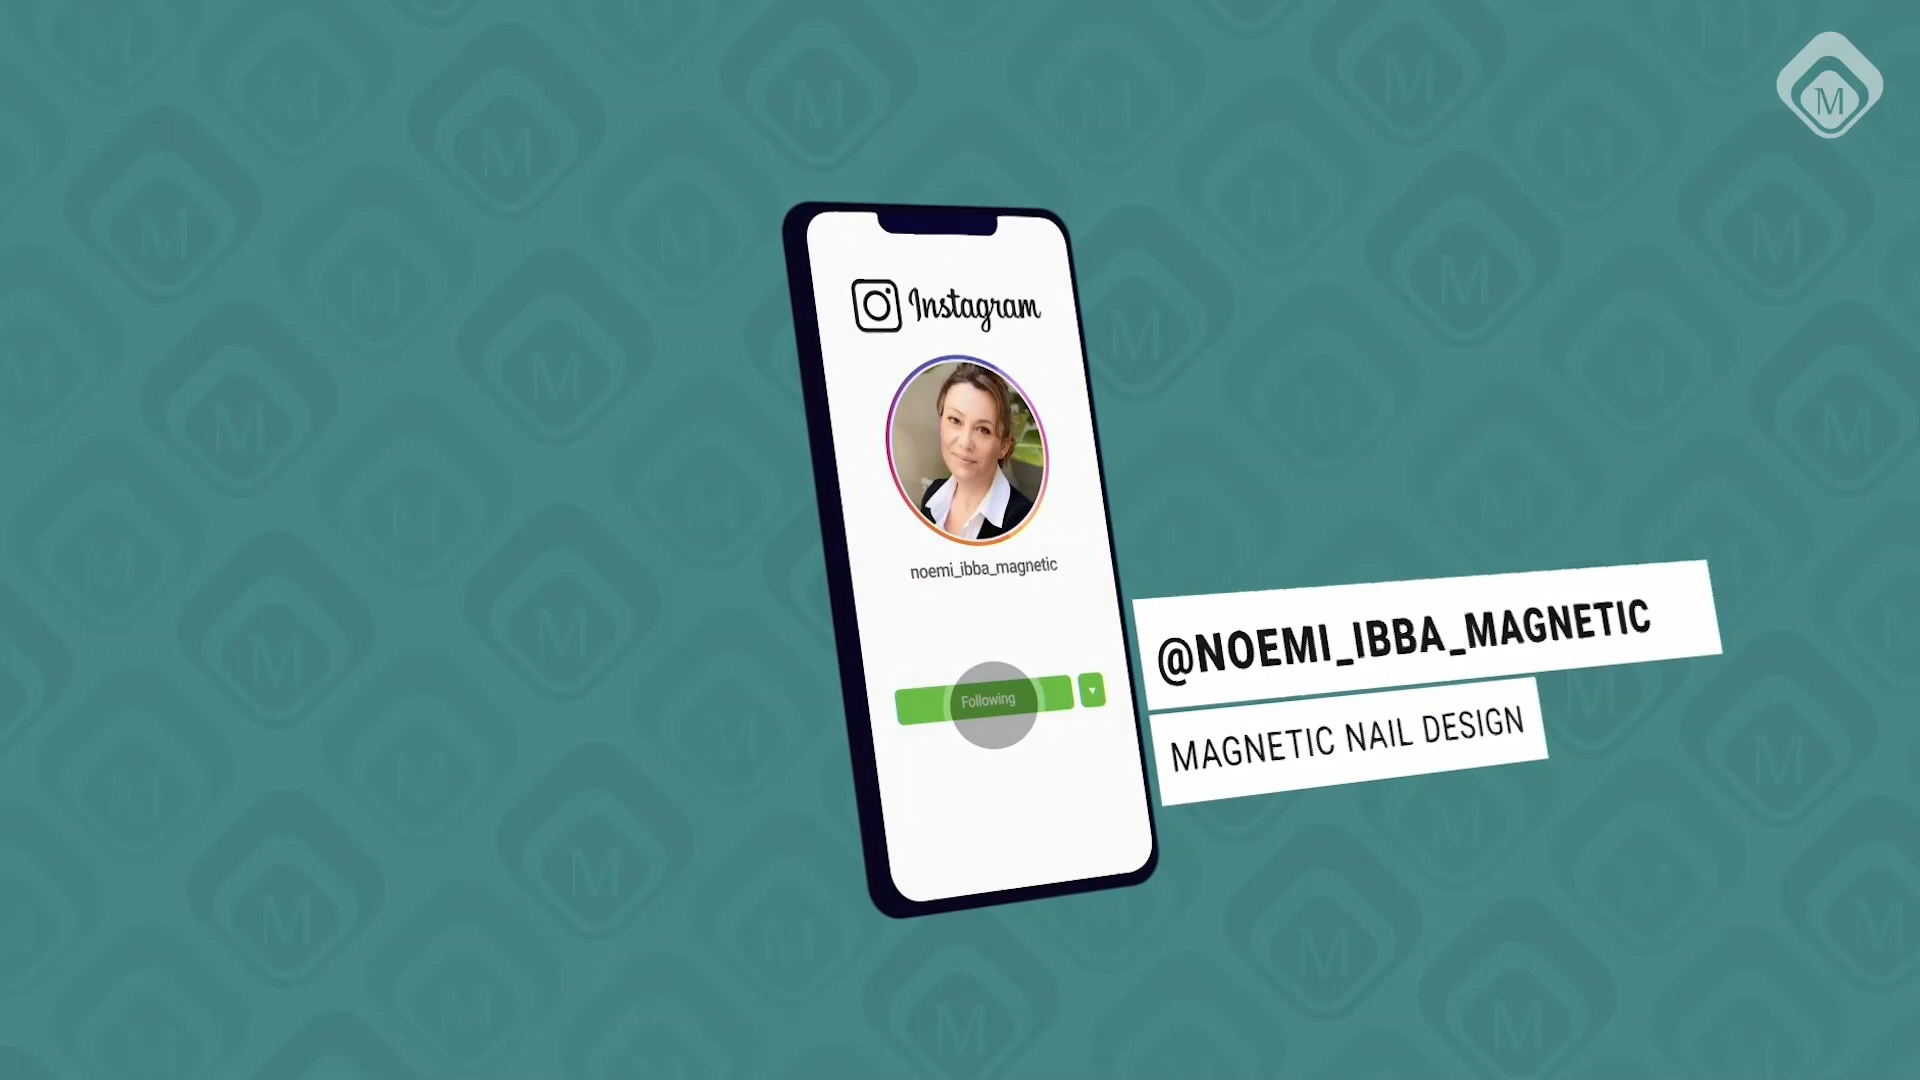 M
Instagram
noemi_ibba_magnetic
Following
@NOEMI_IBBA_MAGNETIC
MAGNETIC NAIL DESIGN